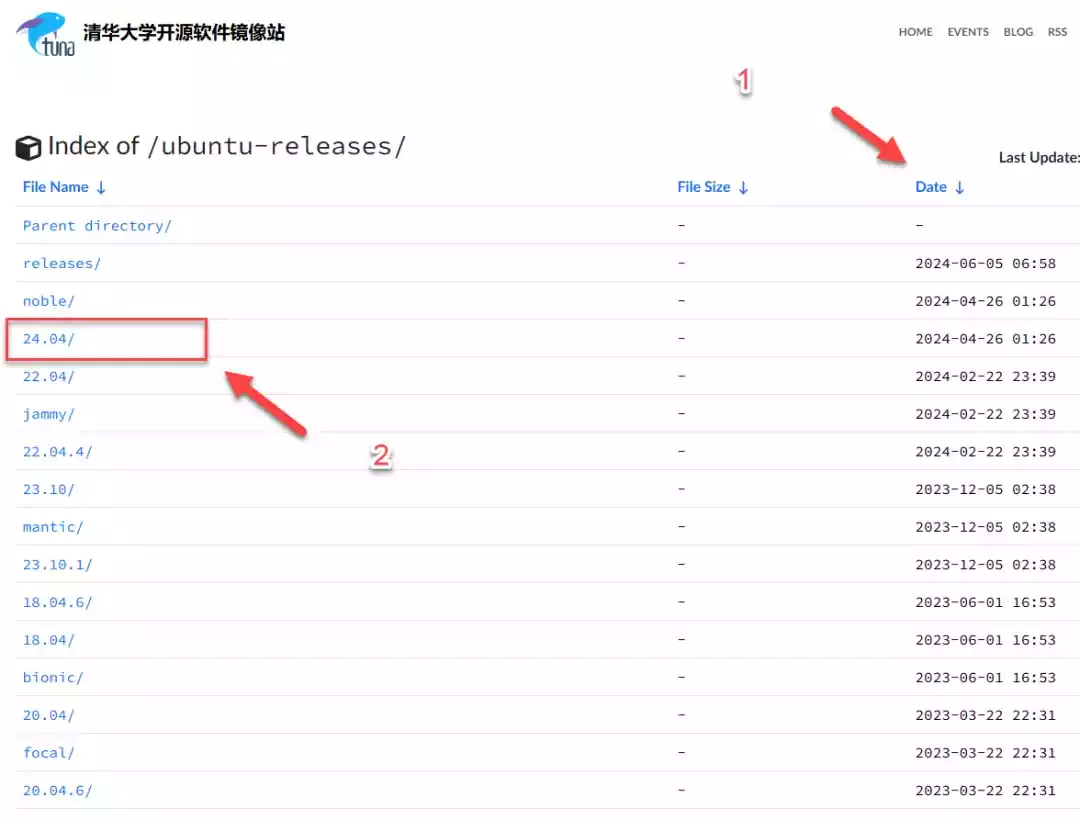 tuna 清华大学开源软件镜像站 HOME EVENTS BLOG RSS
1
Index of /ubuntu-releases/
Last Update:
File Name ↓ File Size ↓ Date ↓
Parent directory/ - -
releases/ - 2024-06-05 06:58
noble/ - 2024-04-26 01:26
24.04/ - 2024-04-26 01:26
22.04/ - 2024-02-22 23:39
jammy/ - 2024-02-22 23:39
2
22.04.4/ - 2024-02-22 23:39
23.10/ - 2023-12-05 02:38
mantic/ - 2023-12-05 02:38
23.10.1/ - 2023-12-05 02:38
18.04.6/ - 2023-06-01 16:53
18.04/ - 2023-06-01 16:53
bionic/ - 2023-06-01 16:53
20.04/ - 2023-03-22 22:31
focal/ - 2023-03-22 22:31
20.04.6/ - 2023-03-22 22:31